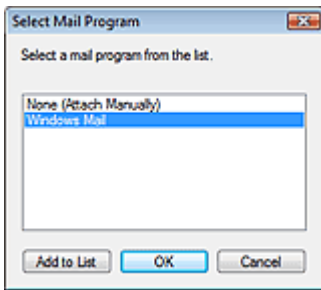 Select Mail Program
Select a mail program from the list.
None (Attach Manually)
Windows Mail
Add to List OK Cancel